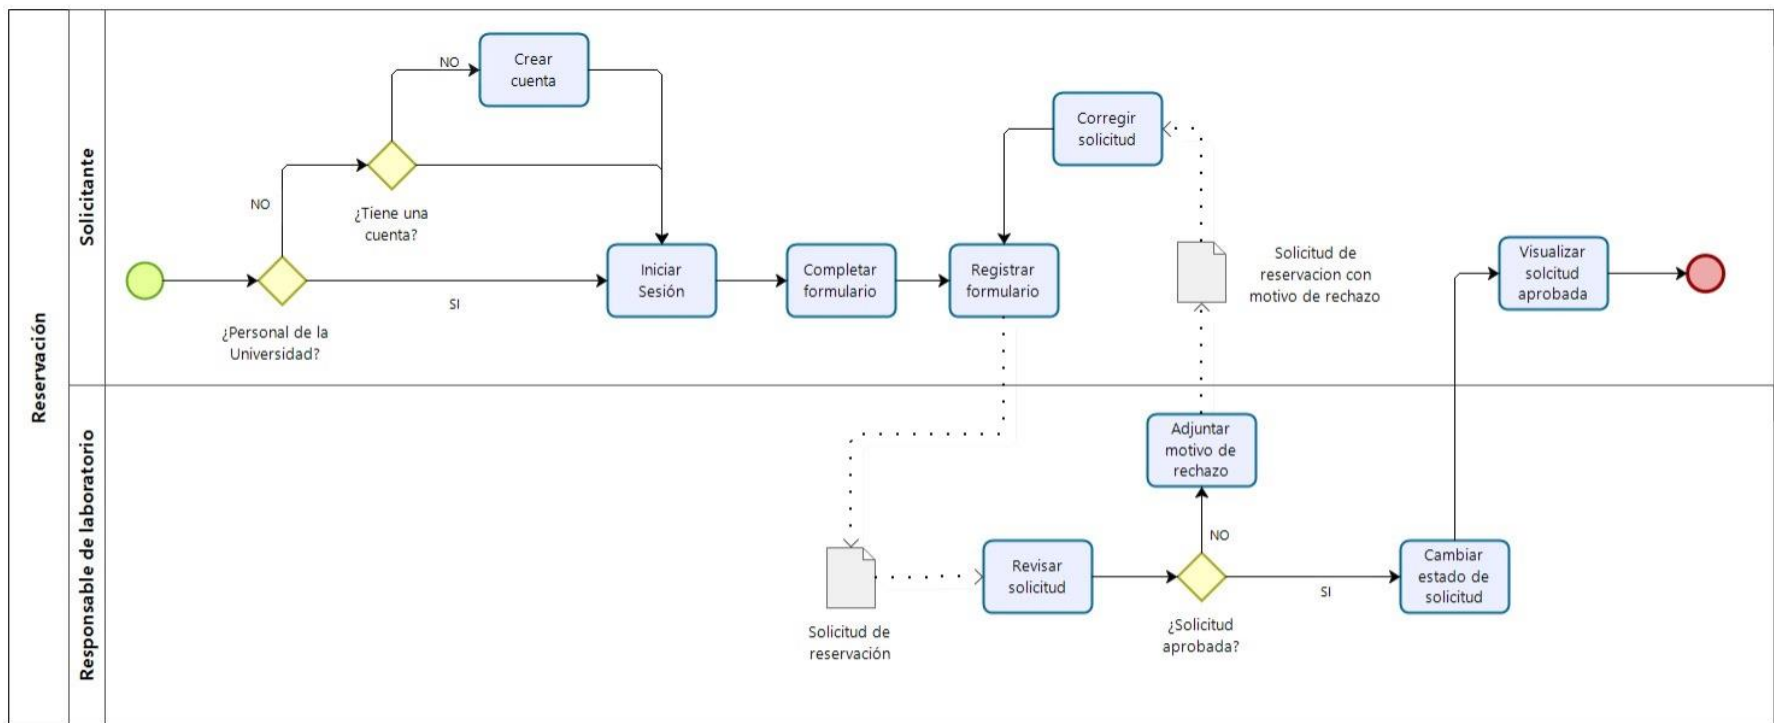 Reservación
Solicitante
Responsable de laboratorio
NO
Crear
cuenta
¿Tiene una
cuenta?
NO
¿Personal de la
Universidad?
SI
Iniciar
Sesión
Completar
formulario
Registrar
formulario
Corregir
solicitud
Solicitud de
reservacion con
motivo de rechazo
Visualizar
solcitud
aprobada
Solicitud de
reservación
Revisar
solicitud
¿Solicitud
aprobada?
NO
Adjuntar
motivo de
rechazo
SI
Cambiar
estado de
solicitud